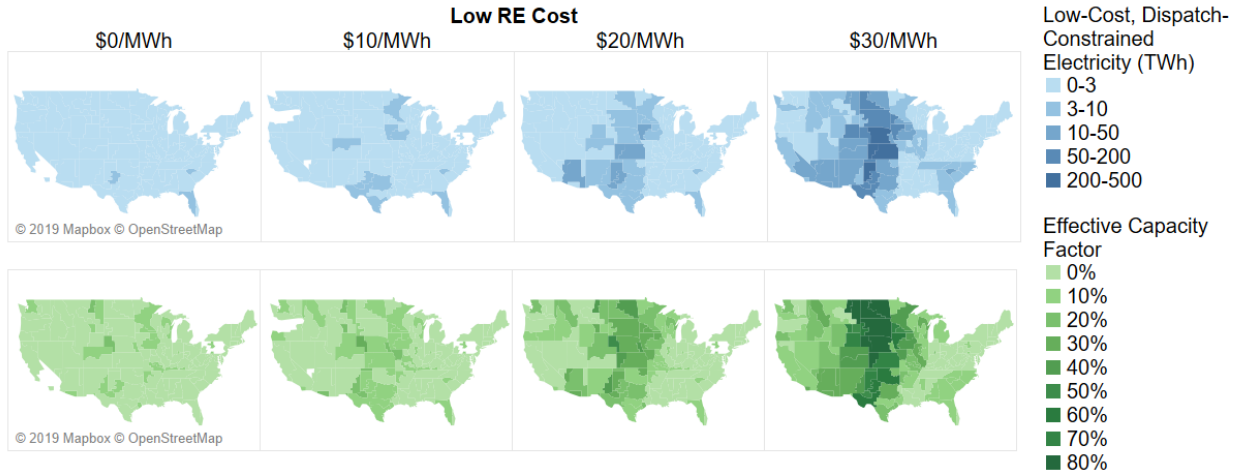 Low RE Cost
$0/MWh
$10/MWh
$20/MWh
$30/MWh
© 2019 Mapbox © OpenStreetMap
© 2019 Mapbox © OpenStreetMap
Low-Cost, Dispatch-
Constrained
Electricity (TWh)
0-3
3-10
10-50
50-200
200-500
Effective Capacity
Factor
0%
10%
20%
30%
40%
50%
60%
70%
80%